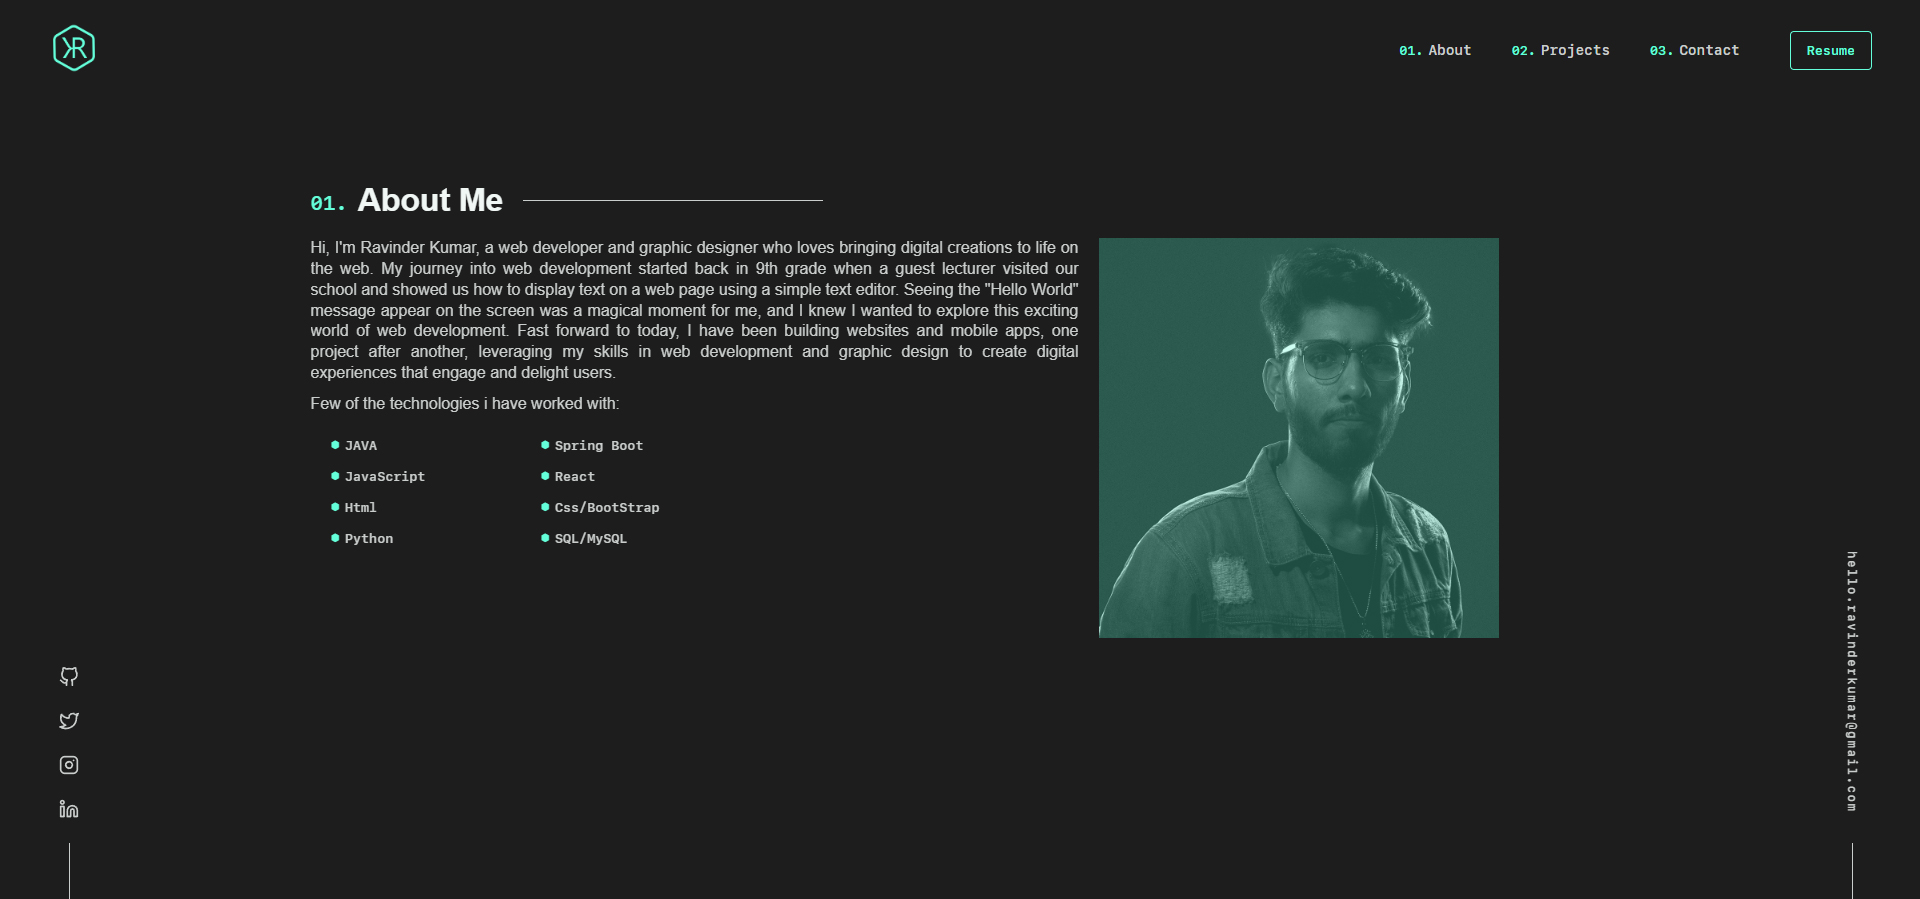 KR
01. About 02. Projects 03. Contact Resume
01. About Me
Hi, I'm Ravinder Kumar, a web developer and graphic designer who loves bringing digital creations to life on
the web. My journey into web development started back in 9th grade when a guest lecturer visited our
school and showed us how to display text on a web page using a simple text editor. Seeing the "Hello World"
message appear on the screen was a magical moment for me, and I knew I wanted to explore this exciting
world of web development. Fast forward to today, I have been building websites and mobile apps, one
project after another, leveraging my skills in web development and graphic design to create digital
experiences that engage and delight users.
Few of the technologies i have worked with:
JAVA
Spring Boot
JavaScript
React
Html
Css/BootStrap
Python
SQL/MySQL
hello.ravinderkumar@gmail.com